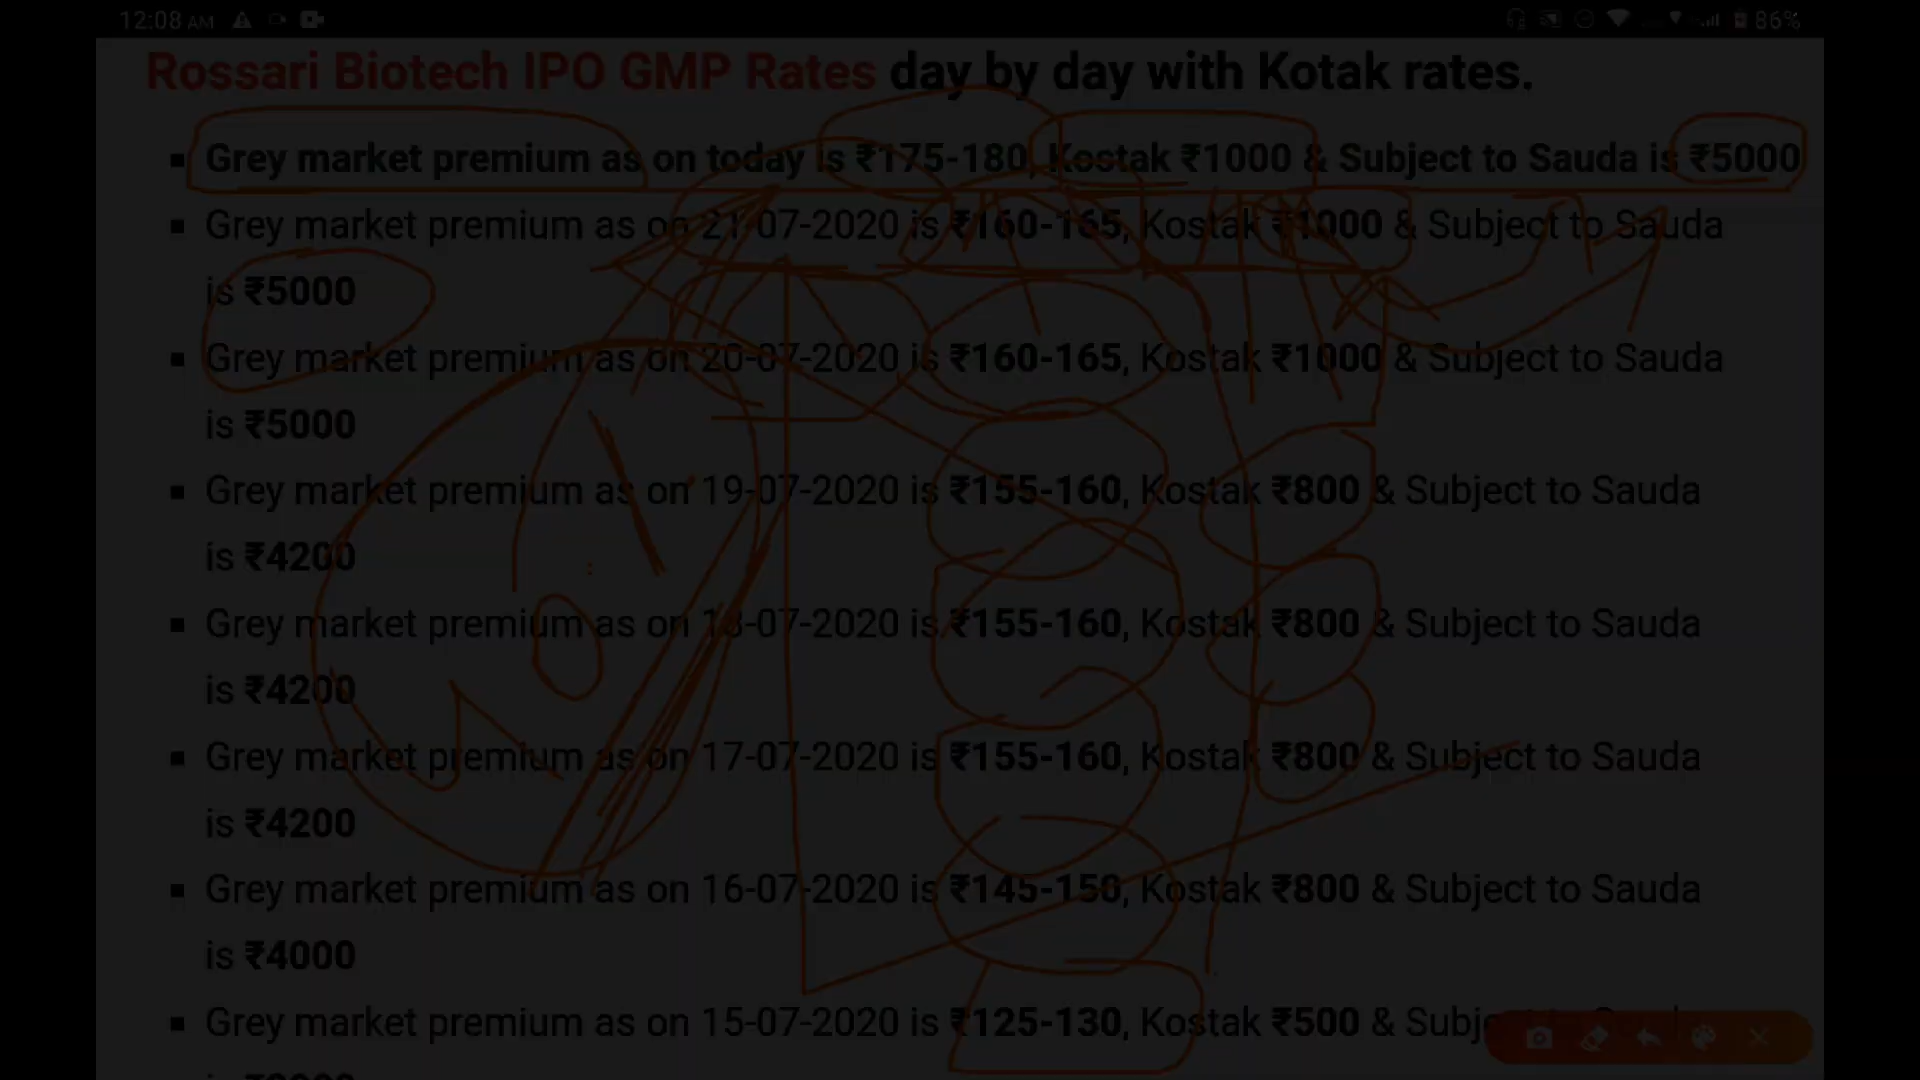 12:08 AM
86%
Rossari Biotech IPO GMP Rates day by day with Kotak rates.
▪ Grey market premium as on today is ₹175-180, Kostak ₹1000 & Subject to Sauda is ₹5000
▪ Grey market premium as on 21-07-2020 is ₹160-165, Kostak ₹1000 & Subject to Sauda
is ₹5000
▪ Grey market premium as on 20-07-2020 is ₹160-165, Kostak ₹1000 & Subject to Sauda
is ₹5000
▪ Grey market premium as on 19-07-2020 is ₹155-160, Kostak ₹800 & Subject to Sauda
is ₹4200
▪ Grey market premium as on 18-07-2020 is ₹155-160, Kostak ₹800 & Subject to Sauda
is ₹4200
▪ Grey market premium as on 17-07-2020 is ₹155-160, Kostak ₹800 & Subject to Sauda
is ₹4200
▪ Grey market premium as on 16-07-2020 is ₹145-150, Kostak ₹800 & Subject to Sauda
is ₹4000
▪ Grey market premium as on 15-07-2020 is ₹125-130, Kostak ₹500 &